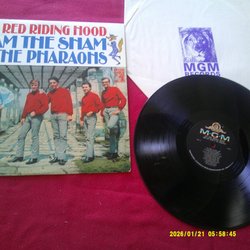 RED RIDING HOOD
AM THE SHAM
THE PHARAOHS
MGM
RECORDS
MGM
2026/01/21 05:58:45